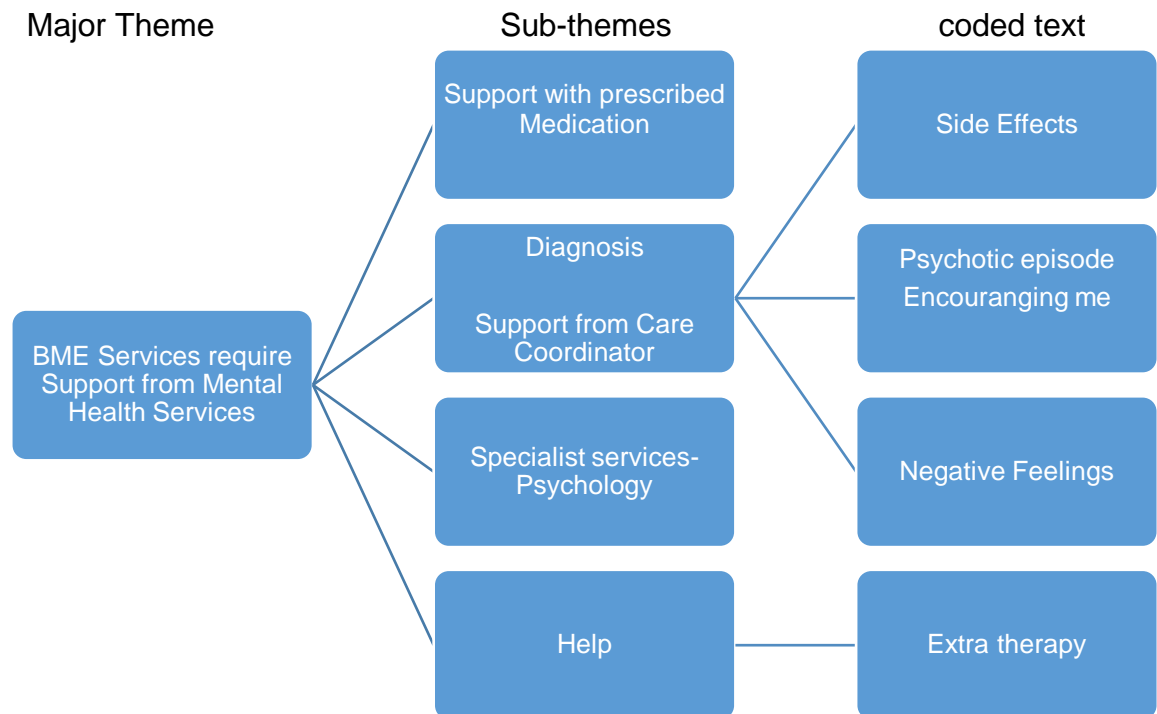 Major Theme
Sub-themes
coded text
BME Services require
Support from Mental
Health Services
Support with prescribed
Medication
Diagnosis
Support from Care
Coordinator
Specialist services-
Psychology
Help
Side Effects
Psychotic episode
Encouranging me
Negative Feelings
Extra therapy